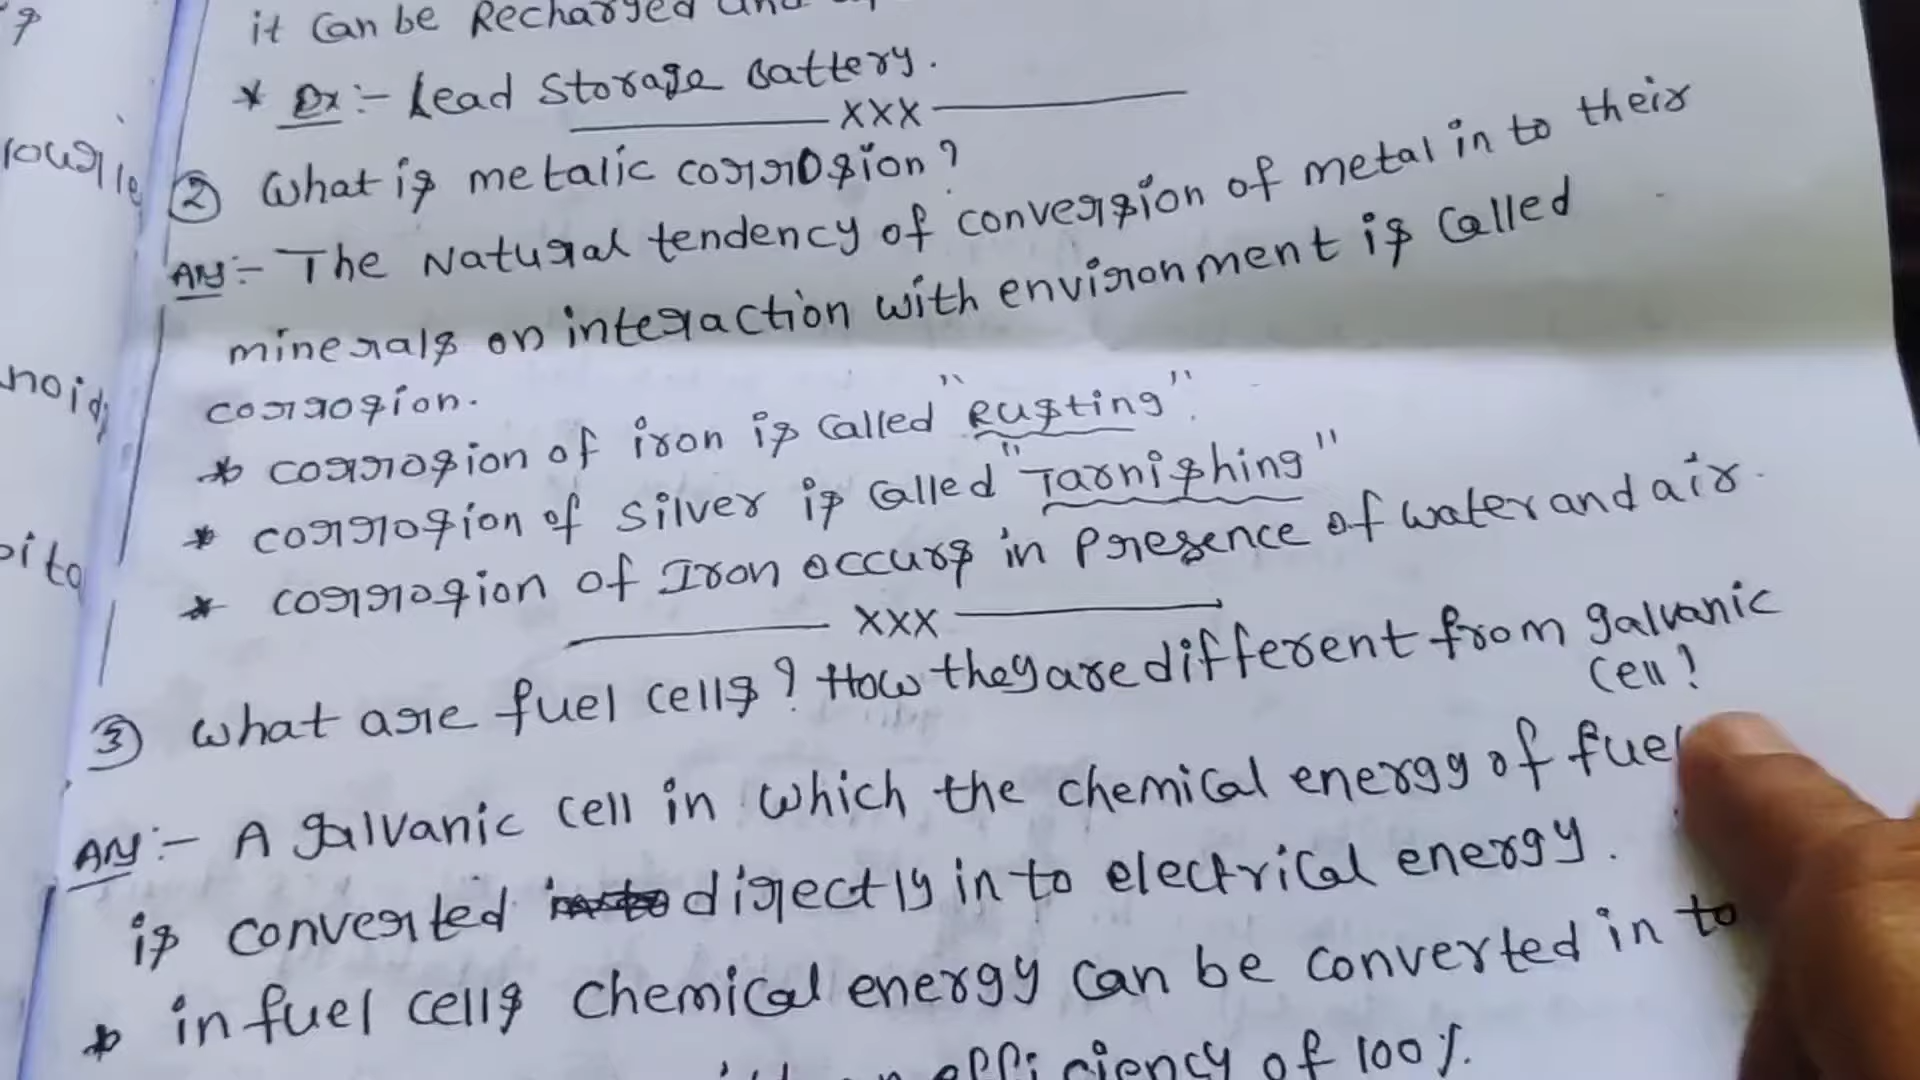 it can be Recharged and
* Ex:- Lead storage Battery.
xxx
② What is metalic corrosion?
Ans:- The Natural tendency of conversion of metal in to their
minerals on interaction with environment is called
corrosion.
* corrosion of iron is called "Rusting".
* corrosion of silver is called "Tarnishing"
* corrosion of Iron occurs in presence of water and air.
xxx
③ What are fuel cells? How they are different from galvanic
cell?
Ans:- A galvanic cell in which the chemical energy of fuel
is converted directly in to electrical energy.
* in fuel cells chemical energy can be converted in to
efficiency of 100%.